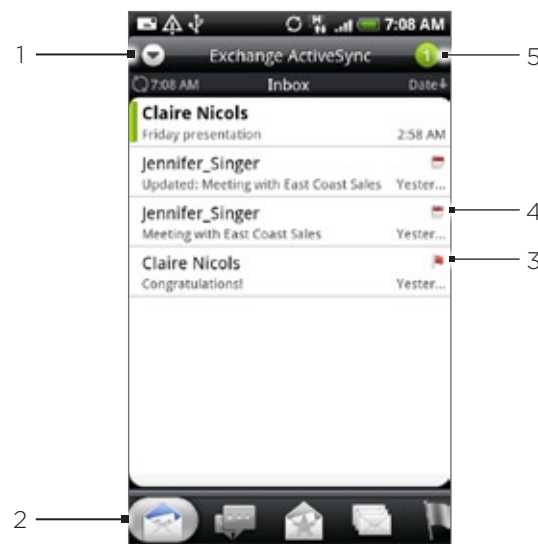 7:08 AM
1
Exchange ActiveSync
1
5
7:08 AM Inbox Date
Claire Nicols
Friday presentation 2:58 AM
Jennifer_Singer
Updated: Meeting with East Coast Sales Yester...
Jennifer_Singer
4
Meeting with East Coast Sales Yester...
Claire Nicols
3
Congratulations! Yester...
2